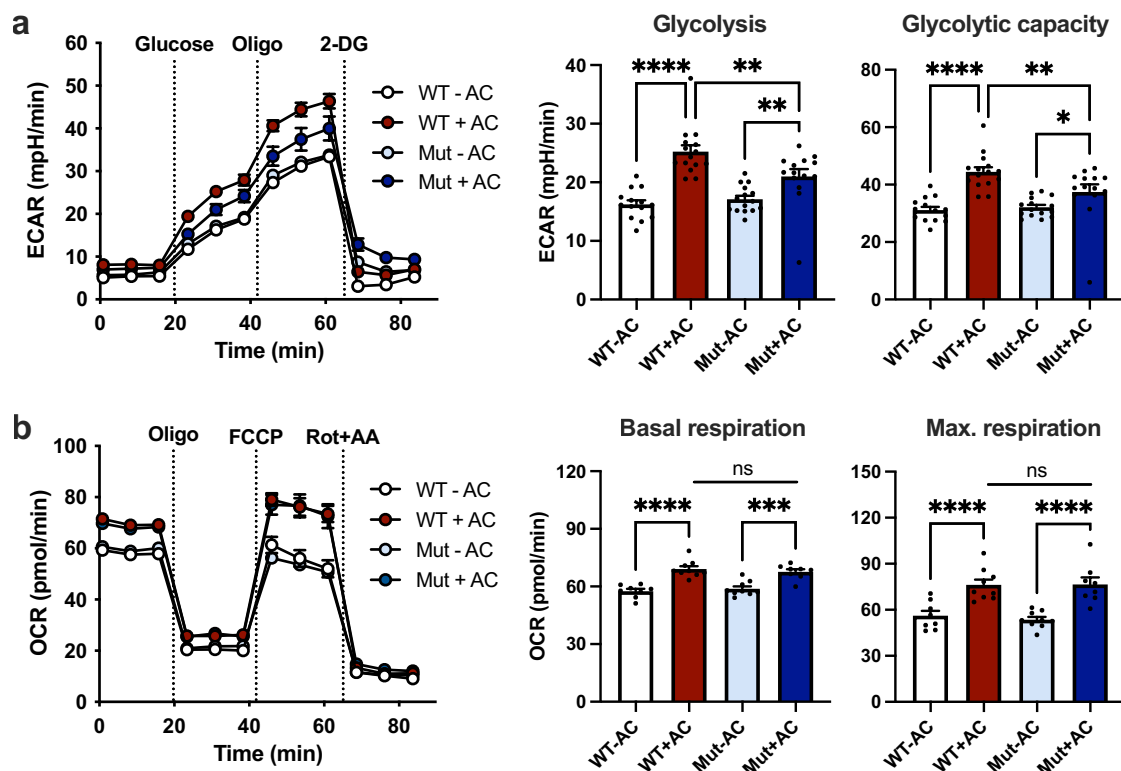 a
Glucose Oligo 2-DG
ECAR (mpH/min)
60
50
40
30
20
10
0
0 20 40 60 80
Time (min)
WT - AC
WT + AC
Mut - AC
Mut + AC
Glycolysis
ECAR (mpH/min)
40
30
20
10
0
**** **
**
WT-AC WT+AC Mut-AC Mut+AC
Glycolytic capacity
80
60
40
20
0
**** **
*
WT-AC WT+AC Mut-AC Mut+AC
b
Oligo FCCP Rot+AA
OCR (pmol/min)
100
80
60
40
20
0
0 20 40 60 80
Time (min)
WT - AC
WT + AC
Mut - AC
Mut + AC
Basal respiration
OCR (pmol/min)
120
90
60
30
0
ns
**** ***
WT-AC WT+AC Mut-AC Mut+AC
Max. respiration
150
120
90
60
30
0
ns
**** ****
WT-AC WT+AC Mut-AC Mut+AC